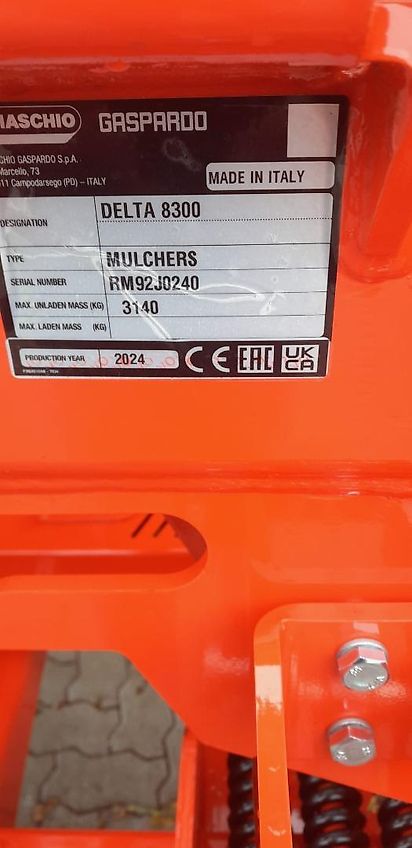 MASCHIO GASPARDO
CHIO GASPARDO S.p.A.
Marcello, 73
11 Campodarsego (PD) – ITALY
MADE IN ITALY
DESIGNATION DELTA 8300
TYPE MULCHERS
SERIAL NUMBER RM92J0240
MAX. UNLADEN MASS (KG) 3140
MAX. LADEN MASS (KG)
PRODUCTION YEAR 2024 CE EAC UK CA